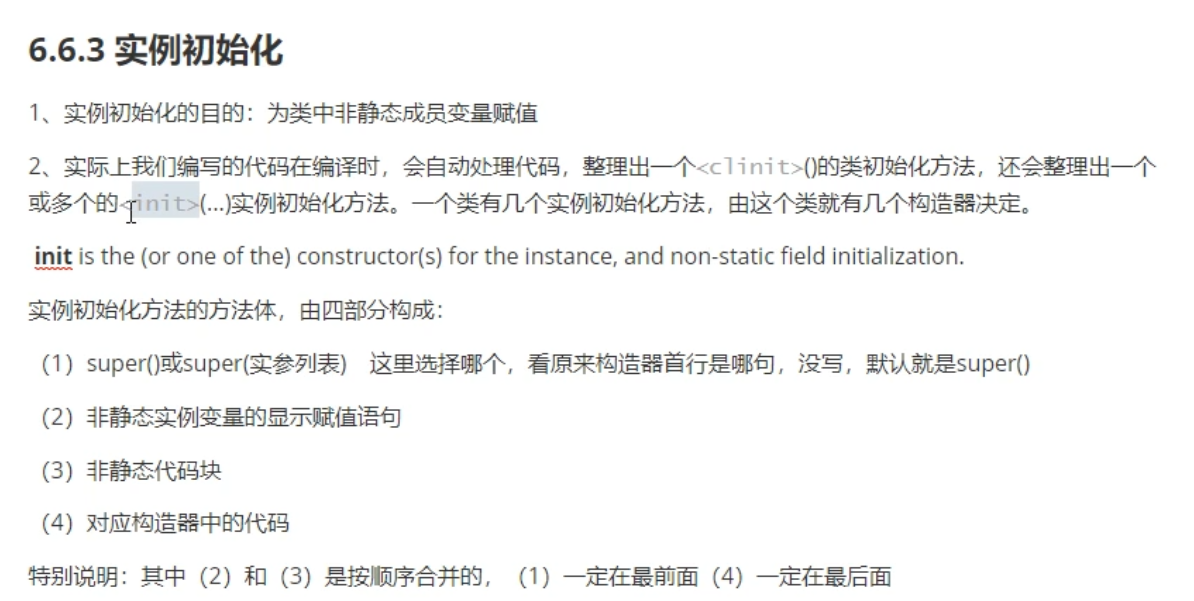 6.6.3 实例初始化
1、实例初始化的目的：为类中非静态成员变量赋值
2、实际上我们编写的代码在编译时，会自动处理代码，整理出一个<clinit>()的类初始化方法，还会整理出一个
或多个的<init>(...)实例初始化方法。一个类有几个实例初始化方法，由这个类就有几个构造器决定。
init is the (or one of the) constructor(s) for the instance, and non-static field initialization.
实例初始化方法的方法体，由四部分构成：
（1）super()或super(实参列表) 这里选择哪个，看原来构造器首行是哪句，没写，默认就是super()
（2）非静态实例变量的显示赋值语句
（3）非静态代码块
（4）对应构造器中的代码
特别说明：其中（2）和（3）是按顺序合并的，（1）一定在最前面（4）一定在最后面